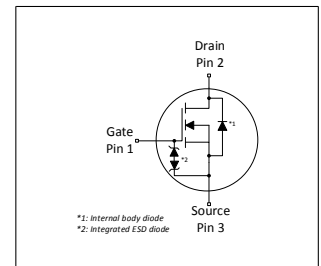 Drain
Pin 2
*1
Gate
Pin 1
*2
Source
Pin 3
*1: Internal body diode
*2: Integrated ESD diode